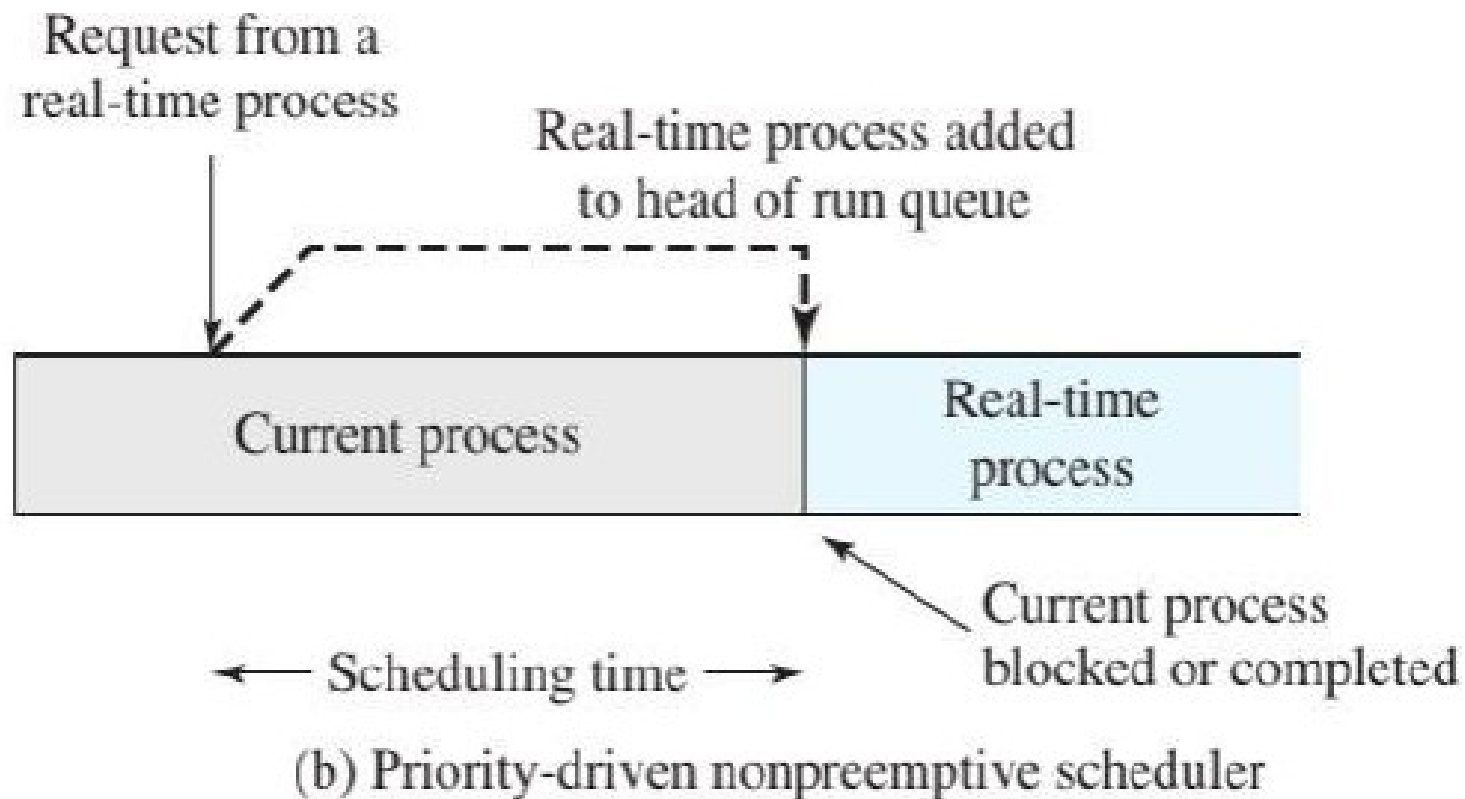 Request from a
real-time process
Real-time process added
to head of run queue
Current process
Real-time
process
Current process
blocked or completed
Scheduling time
(b) Priority-driven nonpreemptive scheduler